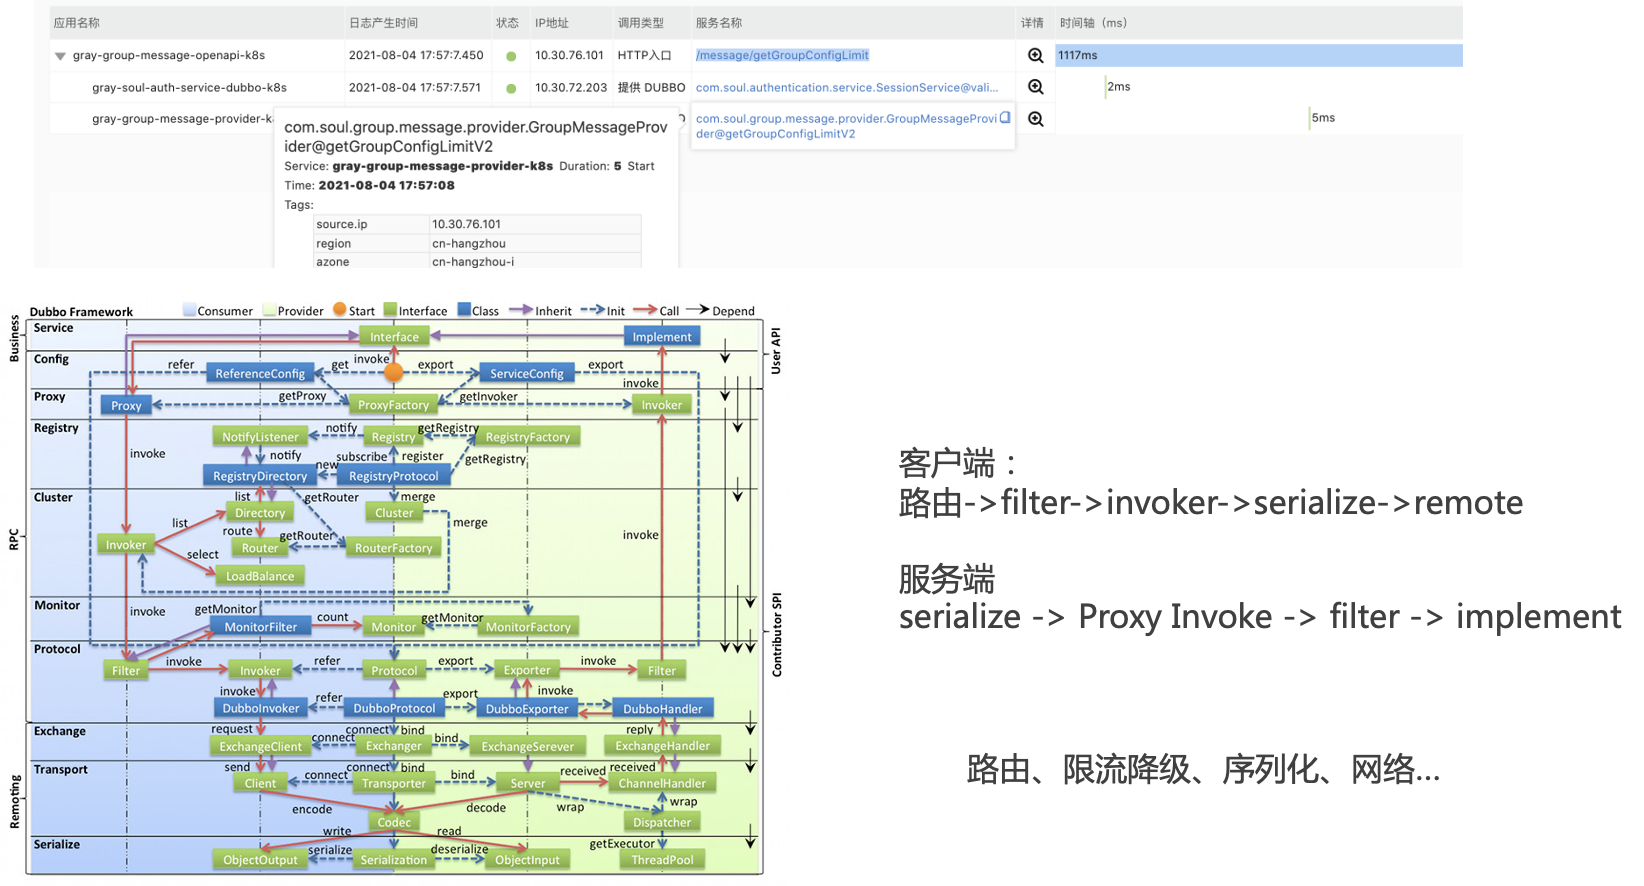 应用名称 日志产生时间 状态 IP地址 调用类型 服务名称 详情 时间轴（ms）
gray-group-message-openapi-k8s 2021-08-04 17:57:7.450 10.30.76.101 HTTP入口 /message/getGroupConfigLimit 1117ms
gray-soul-auth-service-dubbo-k8s 2021-08-04 17:57:7.571 10.30.72.203 提供 DUBBO com.soul.authentication.service.SessionService@vali... 2ms
gray-group-message-provider-k O com.soul.group.message.provider.GroupMessageProvi 5ms
der@getGroupConfigLimitV2
com.soul.group.message.provider.GroupMessageProv
ider@getGroupConfigLimitV2
Service: gray-group-message-provider-k8s Duration: 5 Start
Time: 2021-08-04 17:57:08
Tags:
source.ip 10.30.76.101
region cn-hangzhou
azone cn-hangzhou-i
Dubbo Framework Consumer Provider Start Interface Class Inherit Init Call Depend
Business
Service Interface Implement
User API
Config refer get invoke export export
ReferenceConfig ServiceConfig
invoke
Proxy getProxy getInvoker
Proxy ProxyFactory Invoker
RPC
Registry notify getRegistry
NotifyListener Registry RegistryFactory
invoke notify subscribe register getRegistry
new
RegistryDirectory RegistryProtocol
Cluster list getRouter merge
Directory Cluster
list merge
route getRouter invoke
Invoker Router RouterFactory
select
LoadBalance
Contributor SPI
Monitor invoke getMonitor count getMonitor
MonitorFilter Monitor MonitorFactory
Protocol invoke refer export invoke
Filter Invoker Protocol Exporter Filter
invoke refer export invoke
DubboInvoker DubboProtocol DubboExporter DubboHandler
Remoting
Exchange request connect connect bind bind reply
ExchangeClient Exchanger ExchangeSerever ExchangeHandler
Transport send connect connect bind bind received received
Client Transporter Server ChannelHandler
encode decode wrap wrap
Codec Dispatcher
write read getExecutor
Serialize serialize deserialize
ObjectOutput Serialization ObjectInput ThreadPool
客户端：
路由->filter->invoker->serialize->remote
服务端
serialize -> Proxy Invoke -> filter -> implement
路由、限流降级、序列化、网络...